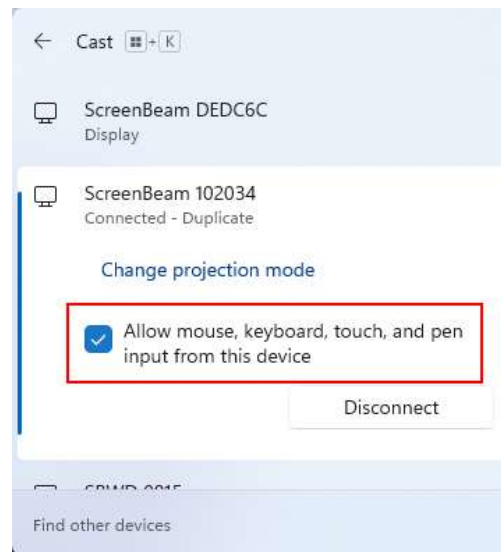 Cast + K
ScreenBeam DEDC6C
Display
ScreenBeam 102034
Connected - Duplicate
Change projection mode
Allow mouse, keyboard, touch, and pen
input from this device
Disconnect
Find other devices